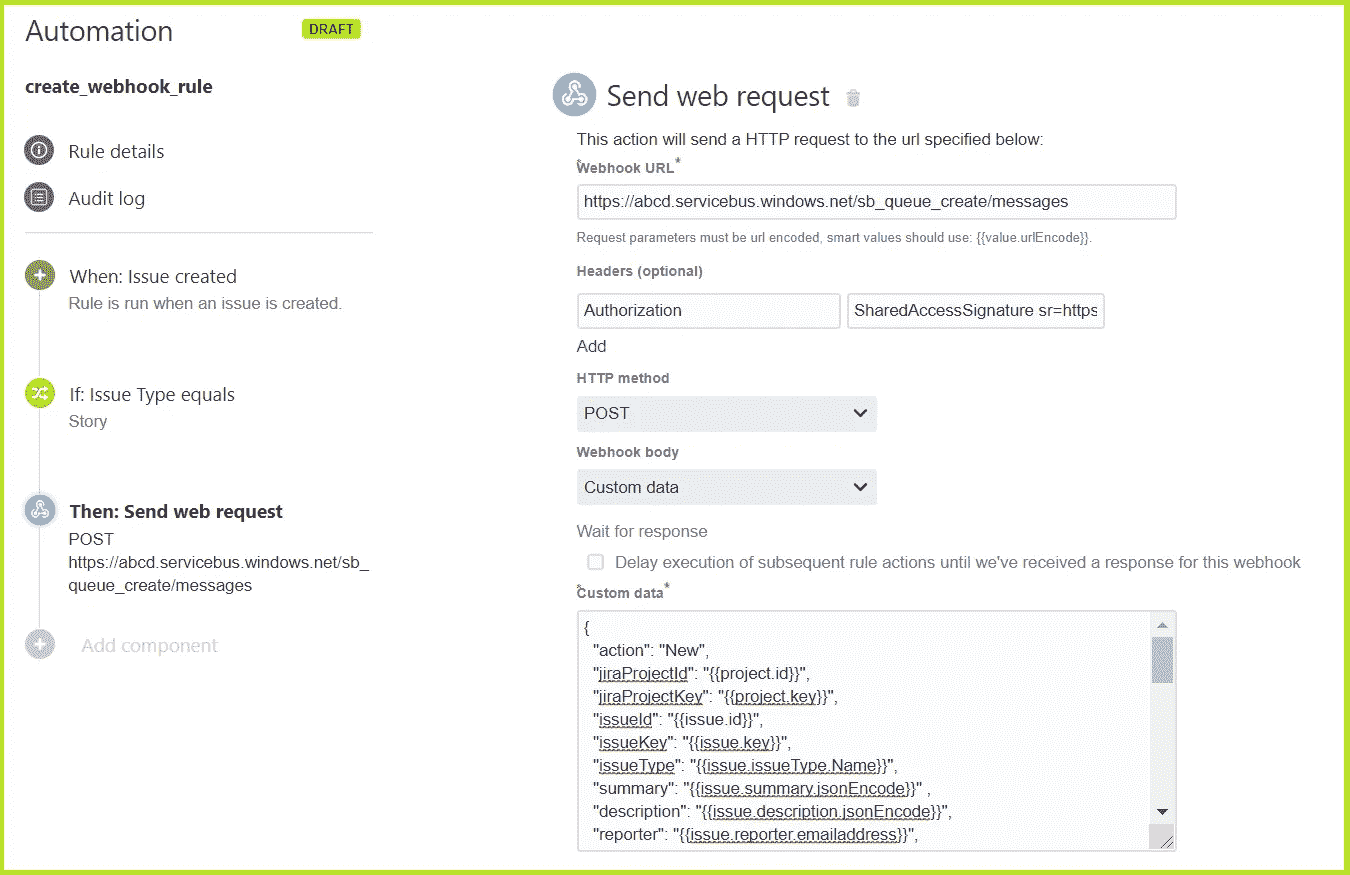 Automation
DRAFT
create_webhook_rule
Rule details
Audit log
When: Issue created
Rule is run when an issue is created.
If: Issue Type equals
Story
Then: Send web request
POST
https://abcd.servicebus.windows.net/sb_
queue_create/messages
Add component
Send web request
This action will send a HTTP request to the url specified below:
Webhook URL*
https://abcd.servicebus.windows.net/sb_queue_create/messages
Request parameters must be url encoded, smart values should use: {{value.urlEncode}}.
Headers (optional)
Authorization
SharedAccessSignature sr=https
Add
HTTP method
POST
Webhook body
Custom data
Wait for response
Delay execution of subsequent rule actions until we've received a response for this webhook
Custom data*
{
"action": "New",
"jiraProjectId": "{{project.id}}",
"jiraProjectKey": "{{project.key}}",
"issueId": "{{issue.id}}",
"issueKey": "{{issue.key}}",
"issueType": "{{issue.issueType.Name}}",
"summary": "{{issue.summary.jsonEncode}}" ,
"description": "{{issue.description.jsonEncode}}",
"reporter": "{{issue.reporter.emailaddress}}",